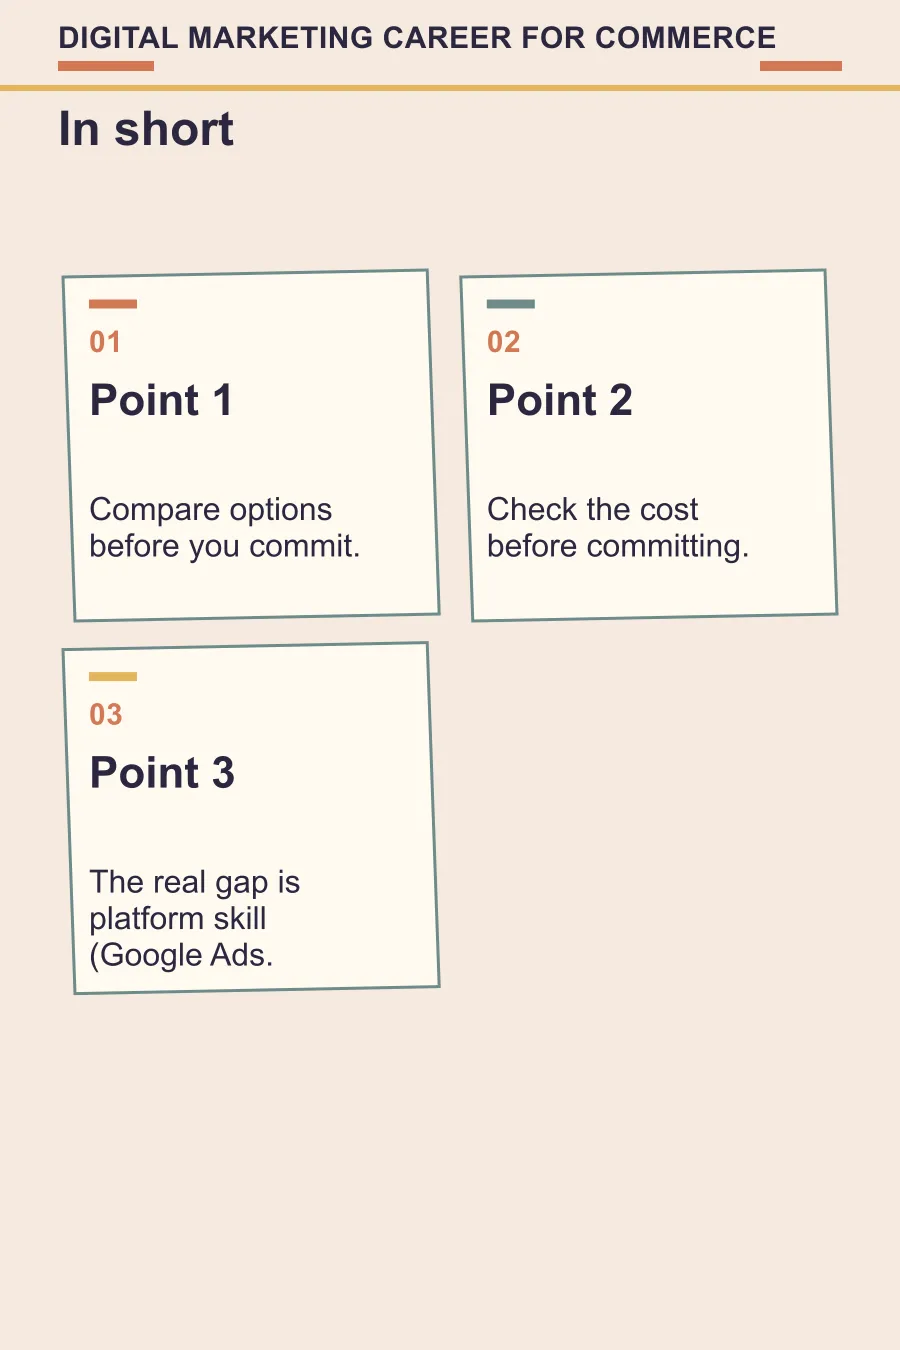 DIGITAL MARKETING CAREER FOR COMMERCE
In short
01
Point 1
Compare options
before you commit.
02
Point 2
Check the cost
before committing.
03
Point 3
The real gap is
platform skill
(Google Ads.